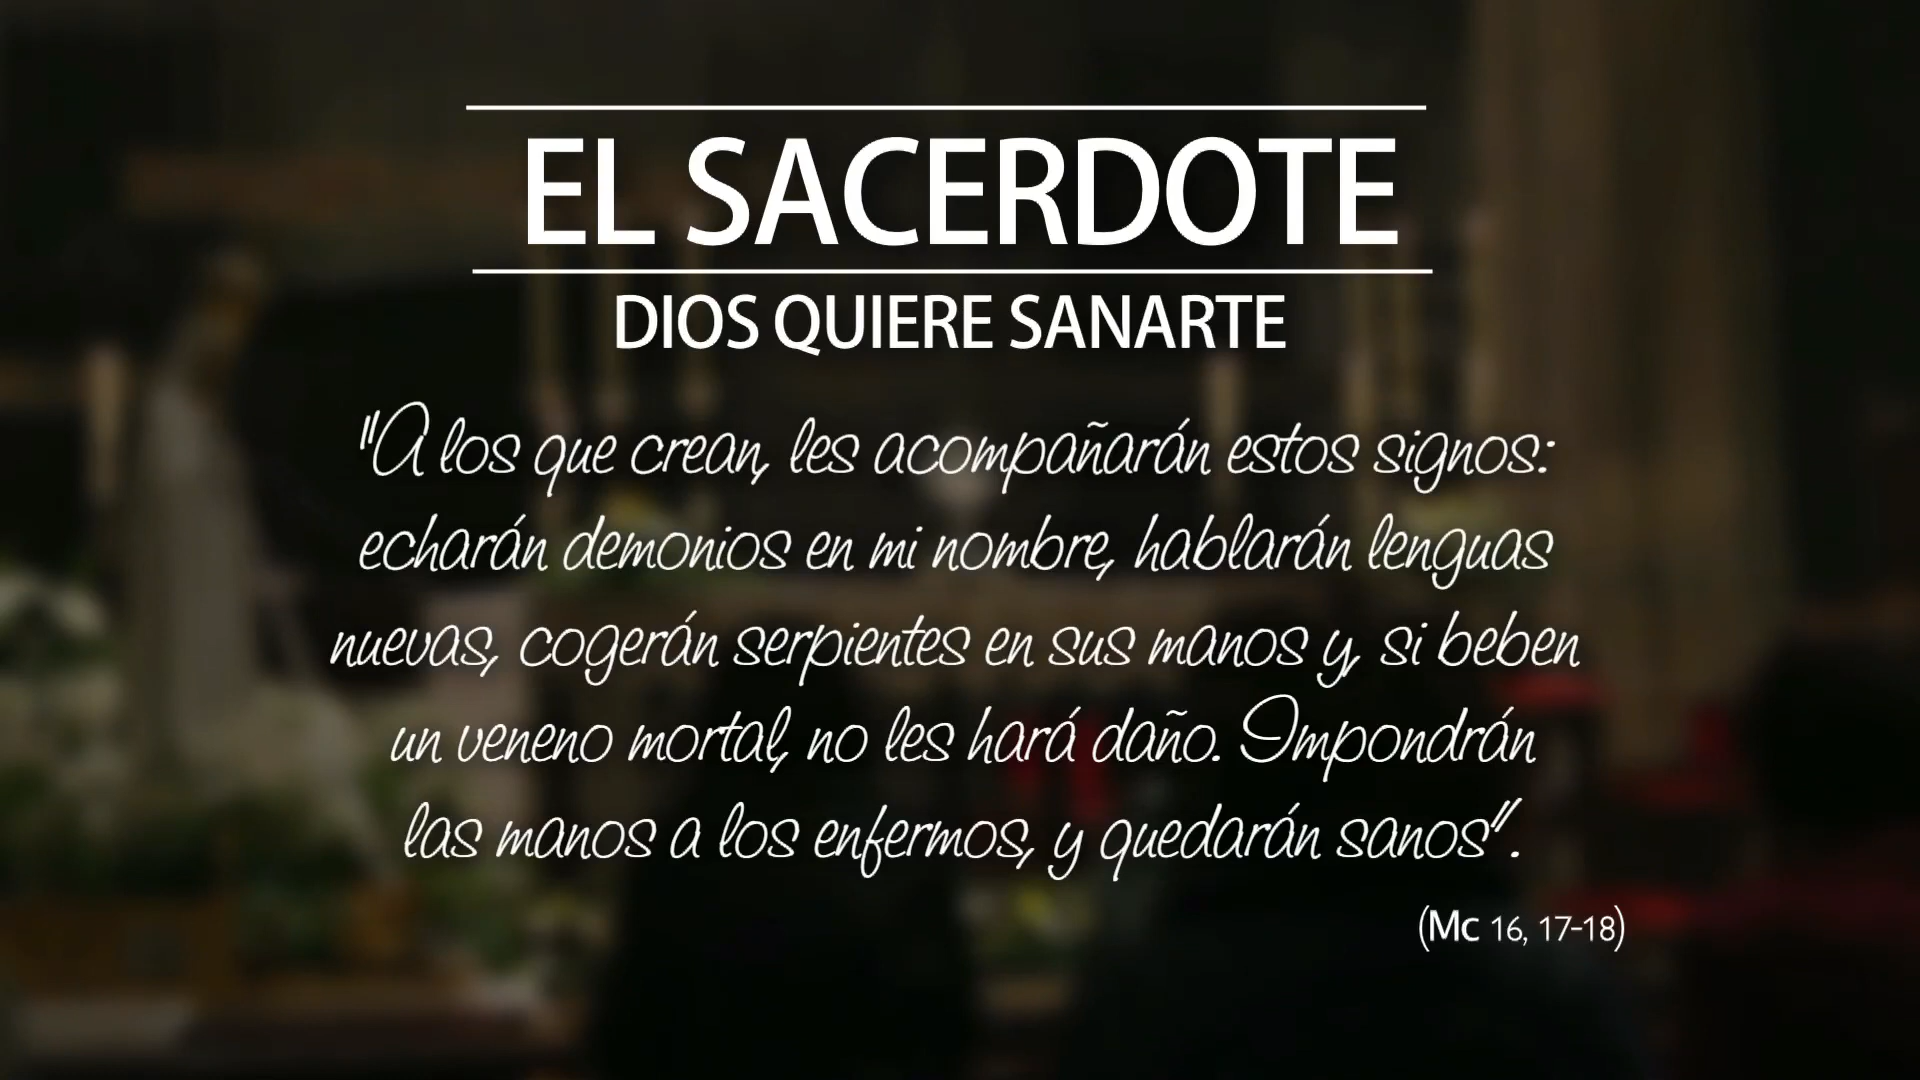 EL SACERDOTE
DIOS QUIERE SANARTE
"A los que crean, les acompañarán estos signos:
echarán demonios en mi nombre, hablarán lenguas
nuevas, cogerán serpientes en sus manos y, si beben
un veneno mortal, no les hará daño. Impondrán
las manos a los enfermos, y quedarán sanos".
(Mc 16, 17-18)